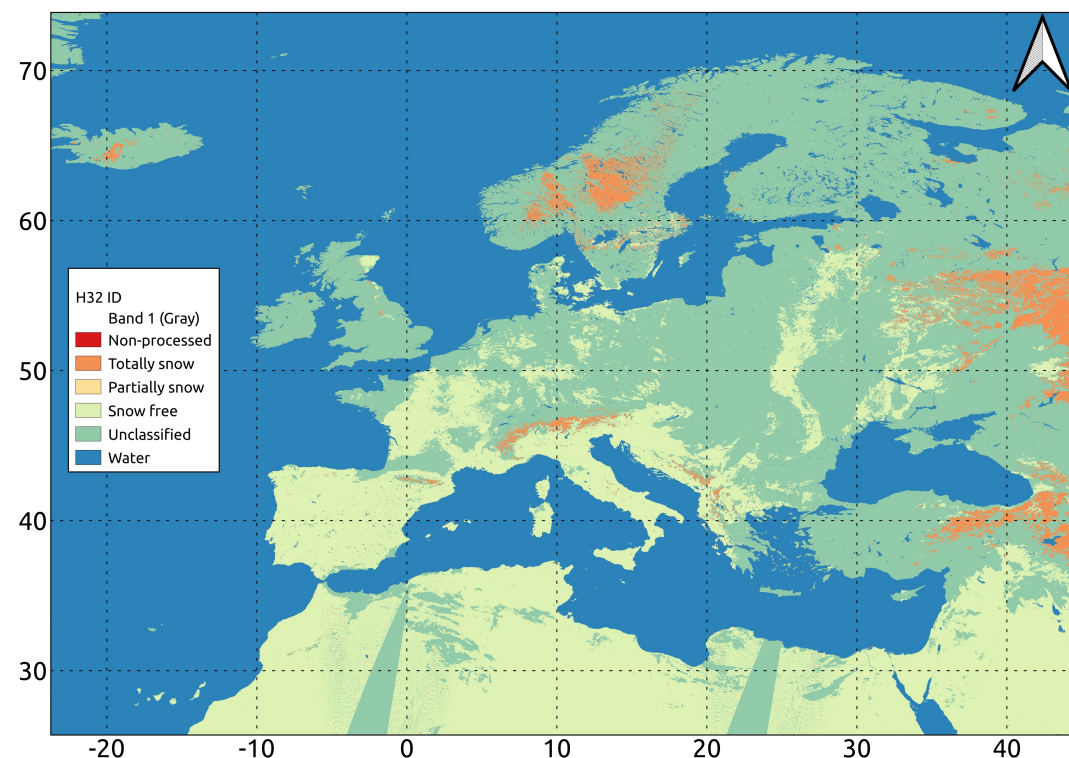 70
60
50
40
30
H32 ID
Band 1 (Gray)
Non-processed
Totally snow
Partially snow
Snow free
Unclassified
Water
-20 -10 0 10 20 30 40